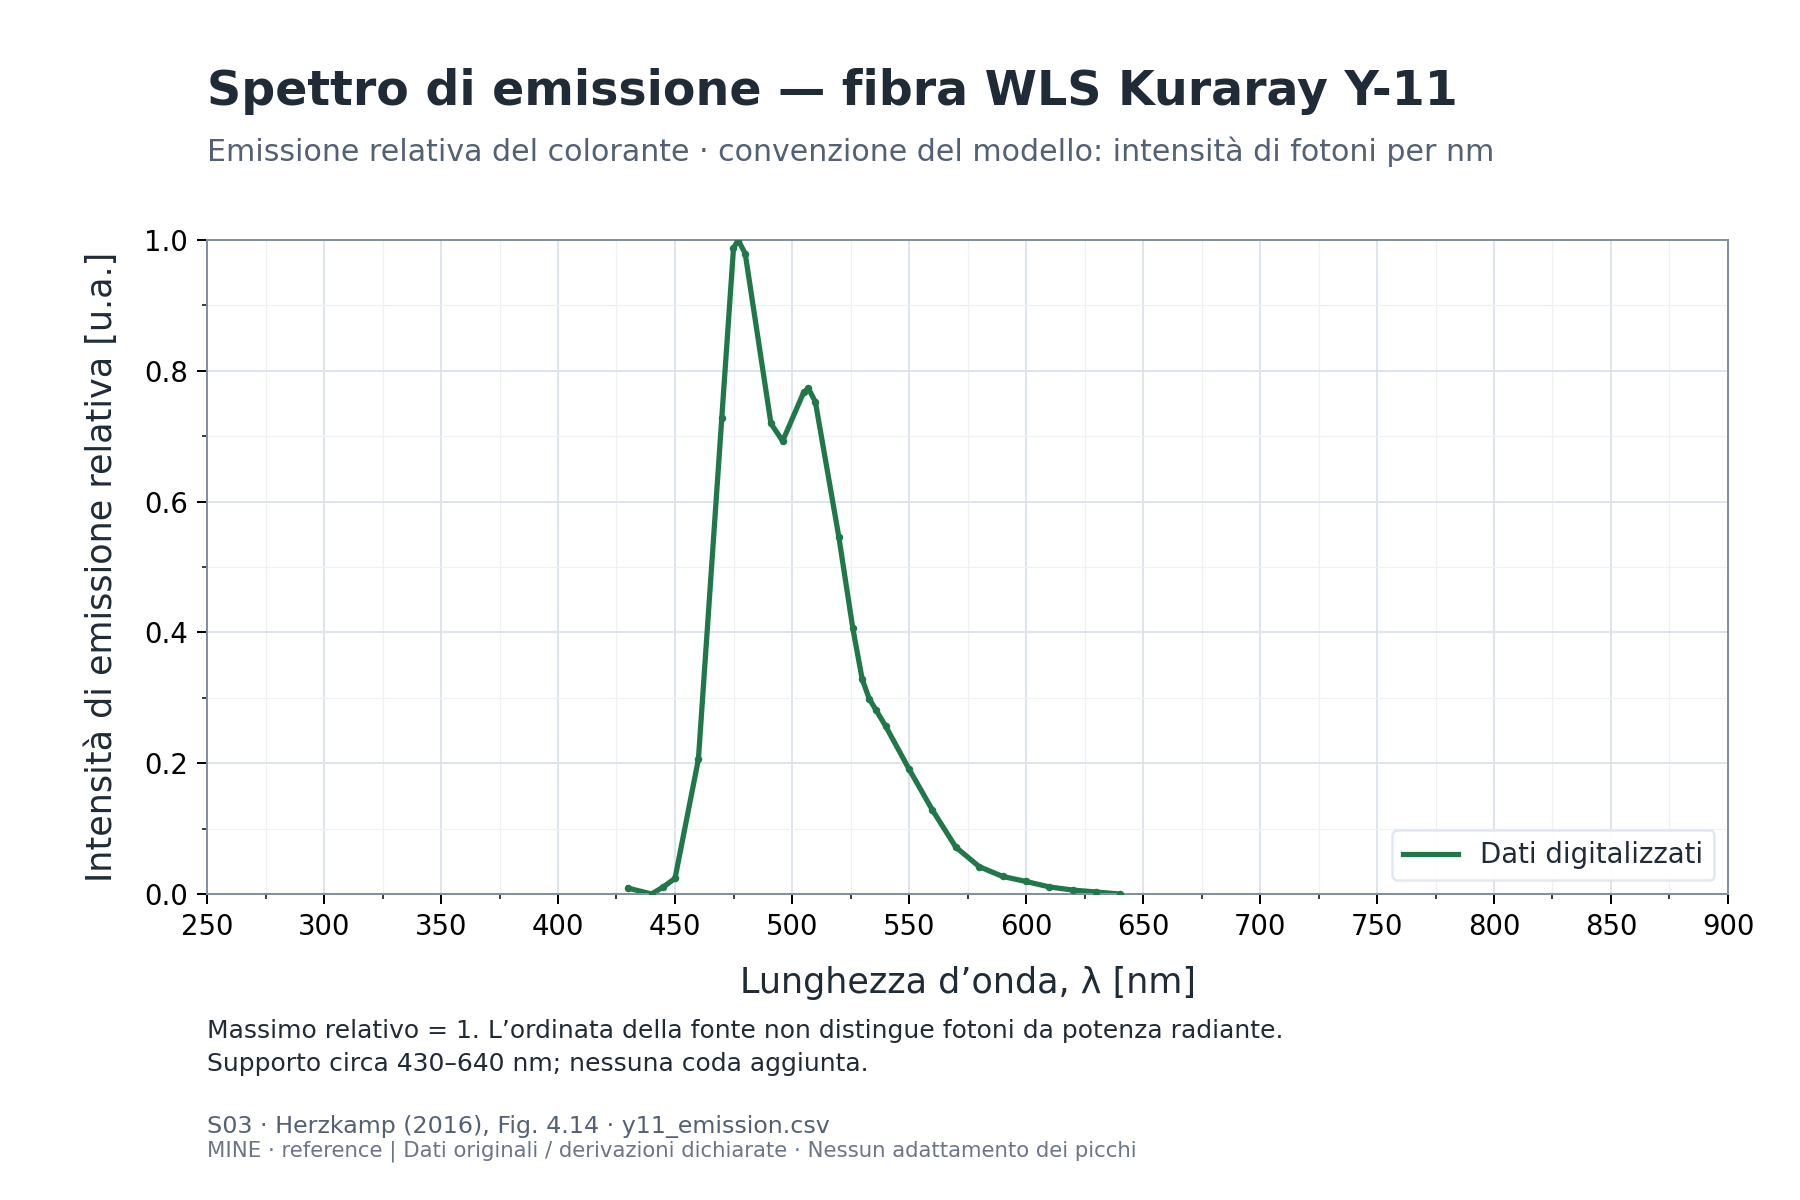 Spettro di emissione — fibra WLS Kuraray Y-11
Emissione relativa del colorante · convenzione del modello: intensità di fotoni per nm
Intensità di emissione relativa [u.a.]
1.0
0.8
0.6
0.4
0.2
0.0
Dati digitalizzati
250 300 350 400 450 500 550 600 650 700 750 800 850 900
Lunghezza d’onda, λ [nm]
Massimo relativo = 1. L’ordinata della fonte non distingue fotoni da potenza radiante.
Supporto circa 430–640 nm; nessuna coda aggiunta.
S03 · Herzkamp (2016), Fig. 4.14 · y11_emission.csv
MINE · reference | Dati originali / derivazioni dichiarate · Nessun adattamento dei picchi